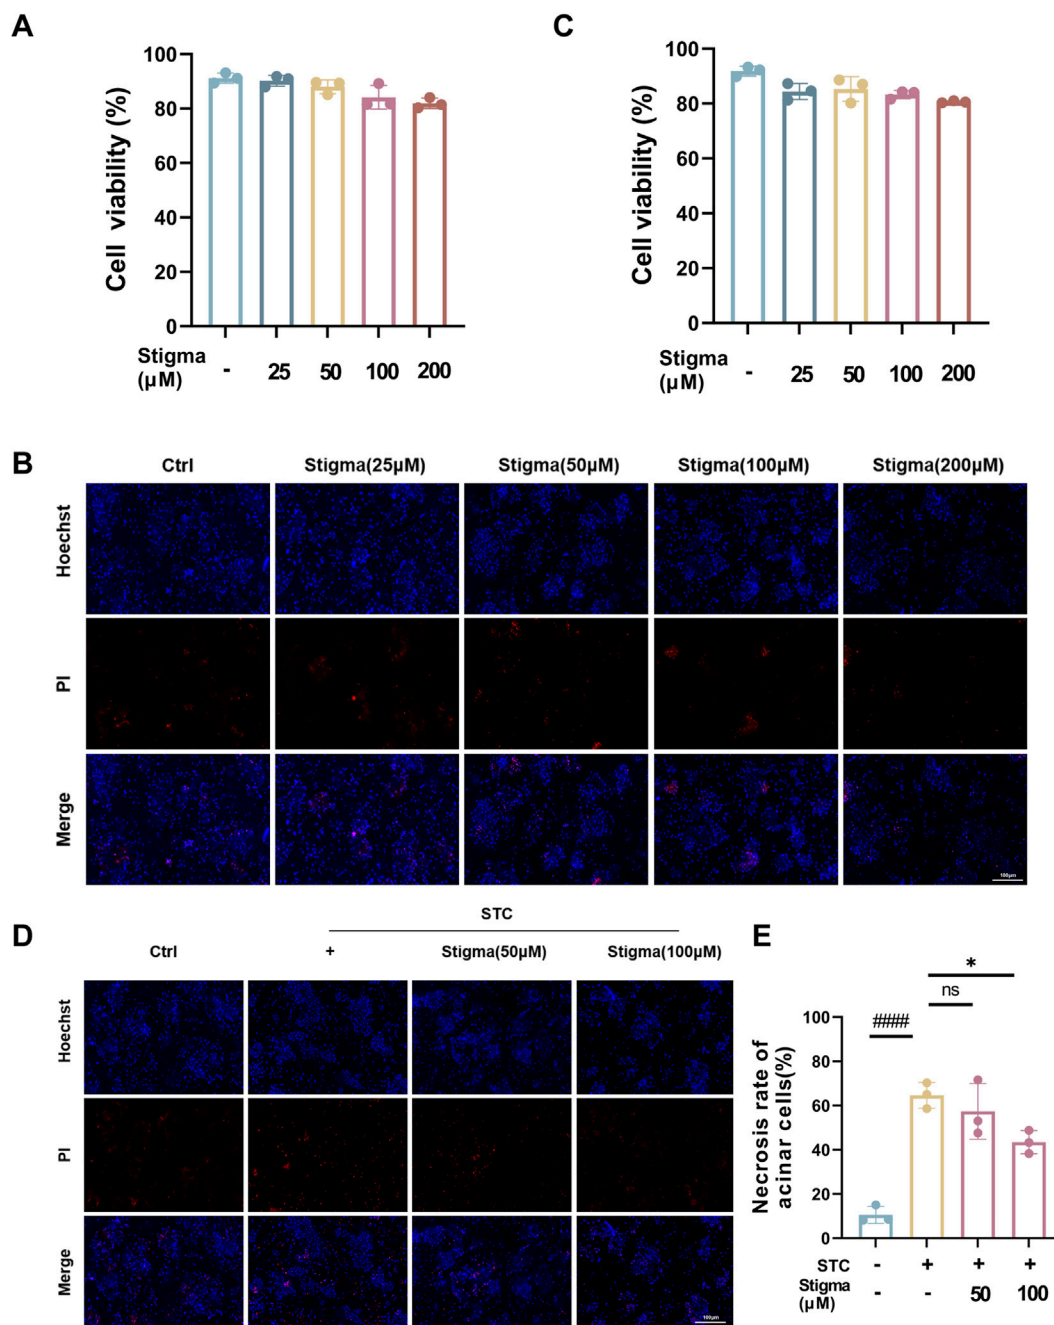 A
Cell viability (%)
100
80
60
40
20
0
Stigma
(μM)
- 25 50 100 200
C
Cell viability (%)
100
80
60
40
20
0
Stigma
(μM)
- 25 50 100 200
B
Ctrl Stigma(25μM) Stigma(50μM) Stigma(100μM) Stigma(200μM)
Hoechst
PI
Merge
100μm
D
STC
Ctrl + Stigma(50μM) Stigma(100μM)
Hoechst
PI
Merge
100μm
E
*
ns
####
Necrosis rate of
acinar cells(%)
100
80
60
40
20
0
STC - + + +
Stigma
(μM)
- - 50 100